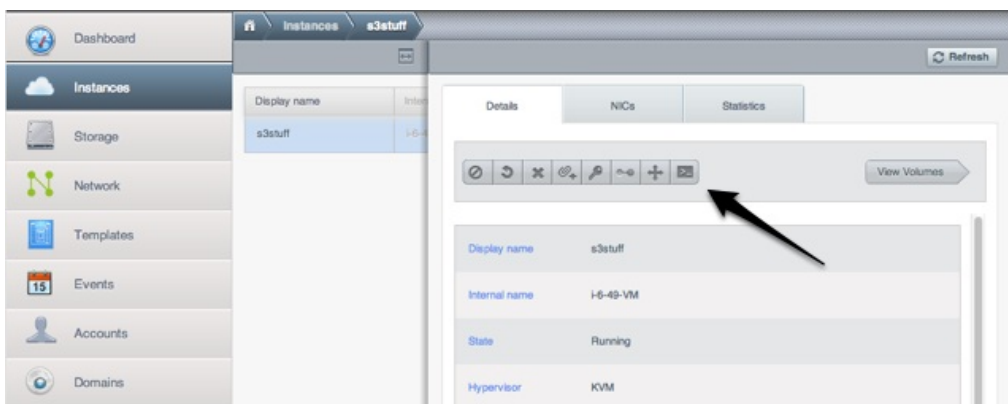 Dashboard
Instances
Storage
Network
Templates
15
Events
Accounts
Domains
Instances
s3stuff
Refresh
Display name
s3stuff
Details
NICs
Statistics
View Volumes
Display name
s3stuff
Internal name
i-6-49-VM
State
Running
Hypervisor
KVM